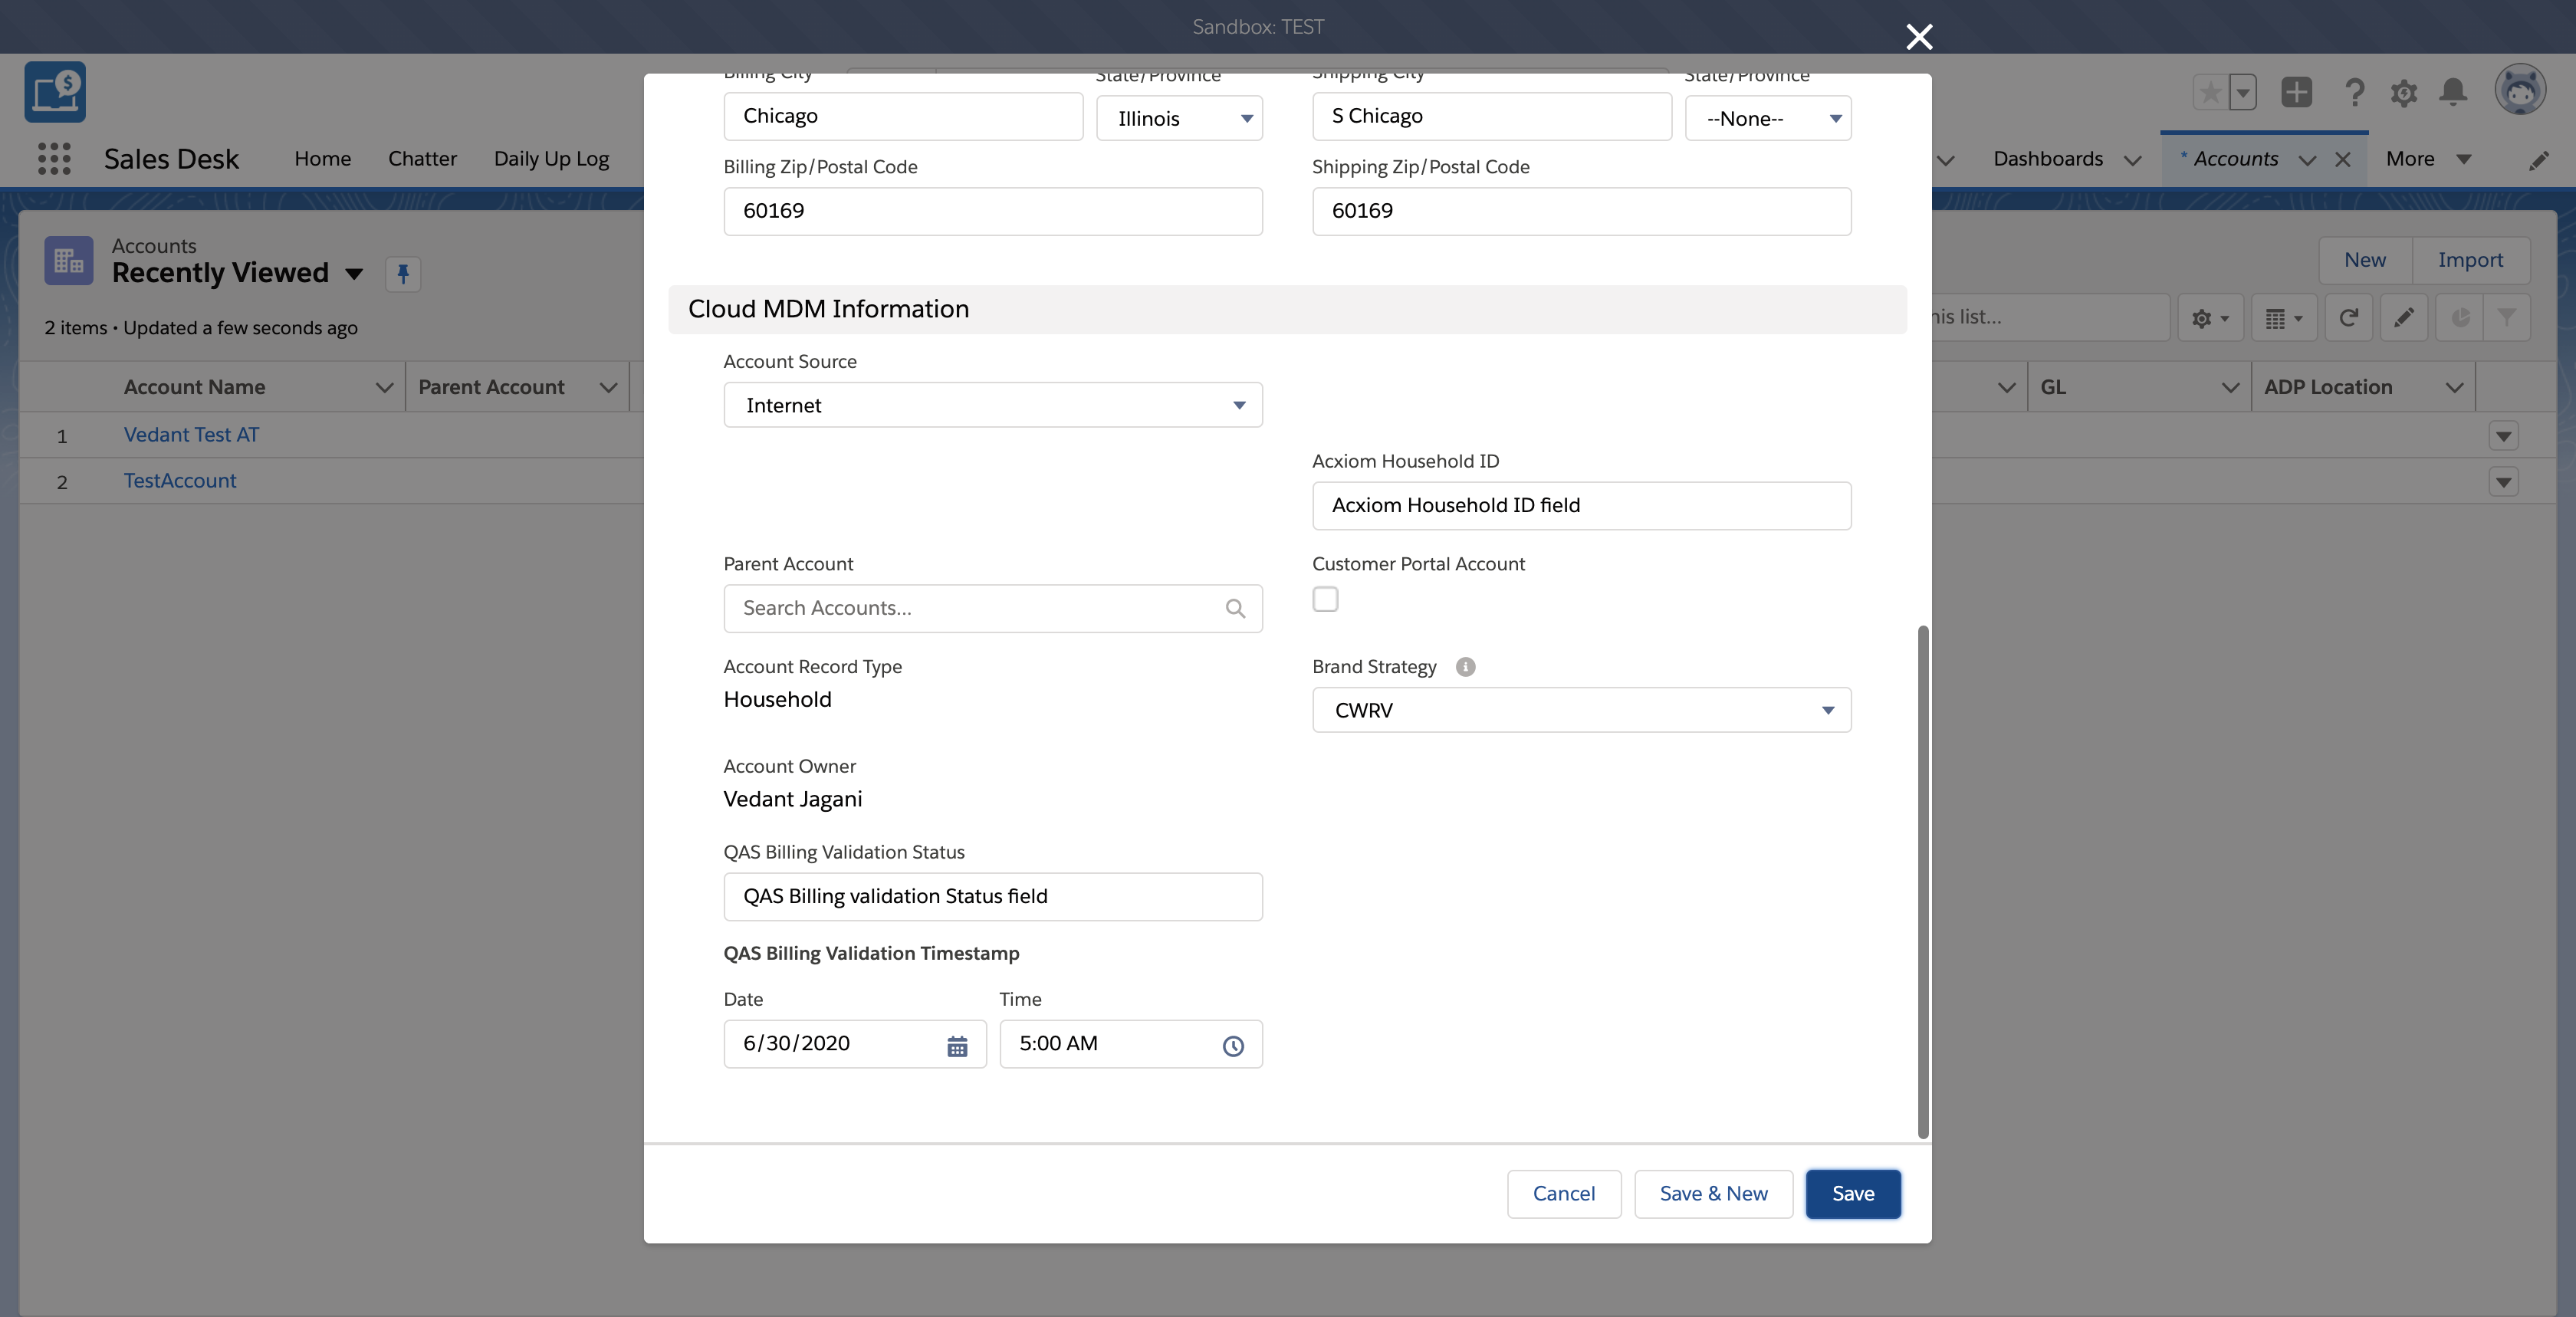 Sandbox: TEST
Sales Desk
Home
Chatter
Daily Up Log
Dashboards
* Accounts
More
Accounts
Recently Viewed
2 items • Updated a few seconds ago
New
Import
his list...
Account Name
Parent Account
GL
ADP Location
1
Vedant Test AT
2
TestAccount
Billing City
State/Province
Shipping City
State/Province
Chicago
Illinois
S Chicago
--None--
Billing Zip/Postal Code
Shipping Zip/Postal Code
60169
60169
Cloud MDM Information
Account Source
Internet
Acxiom Household ID
Acxiom Household ID field
Parent Account
Customer Portal Account
Search Accounts...
Account Record Type
Brand Strategy
Household
CWRV
Account Owner
Vedant Jagani
QAS Billing Validation Status
QAS Billing validation Status field
QAS Billing Validation Timestamp
Date
Time
6/30/2020
5:00 AM
Cancel
Save & New
Save